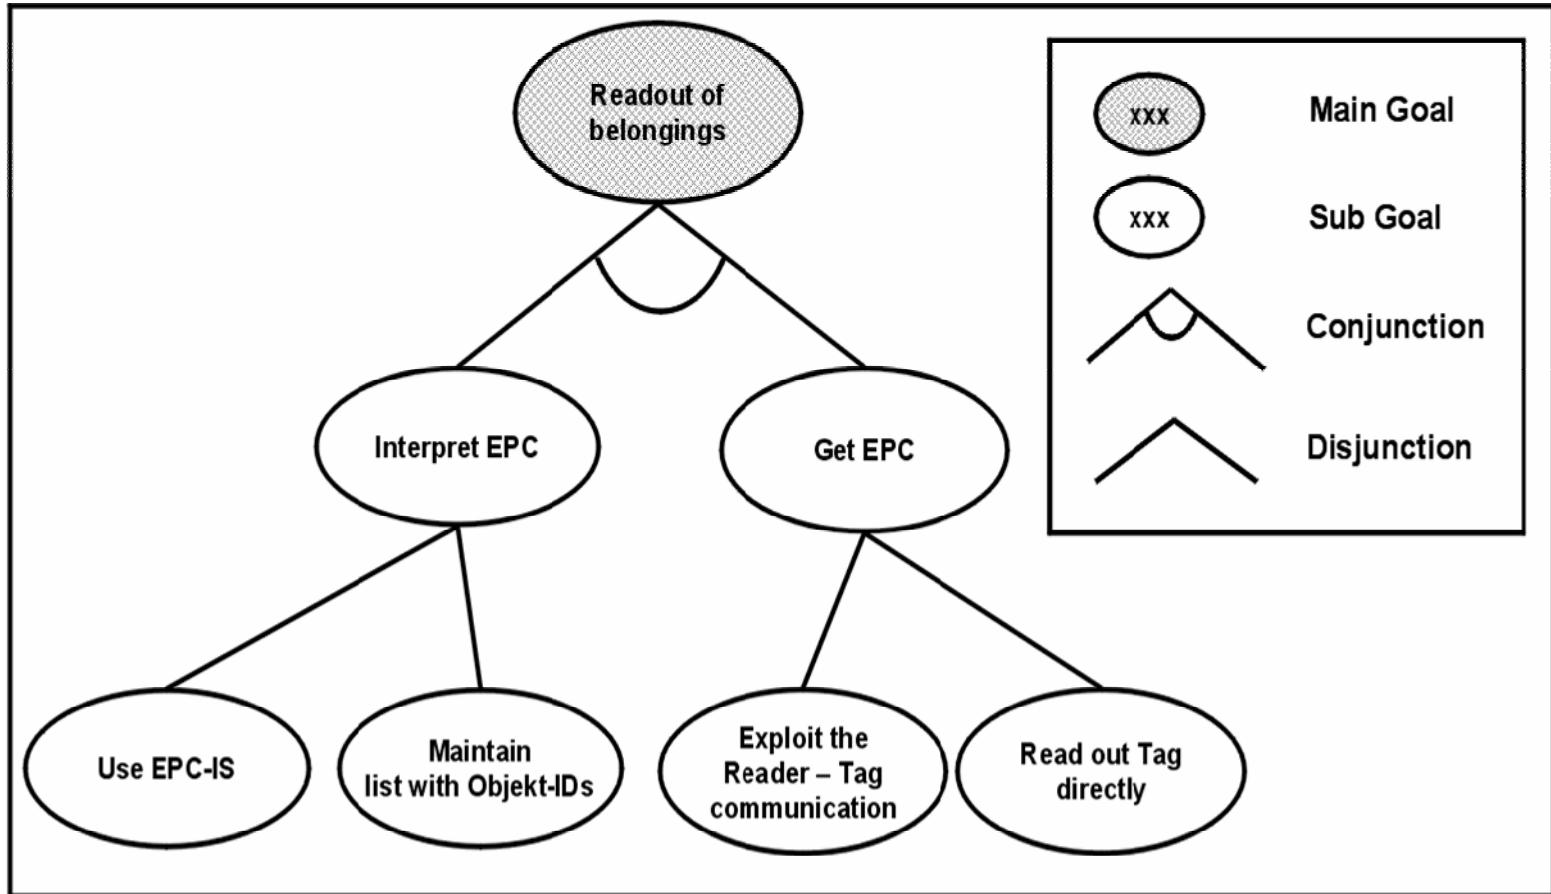 Readout of
belongings
Interpret EPC
Get EPC
Use EPC-IS
Maintain
list with Objekt-IDs
Exploit the
Reader – Tag
communication
Read out Tag
directly
xxx
Main Goal
xxx
Sub Goal
Conjunction
Disjunction